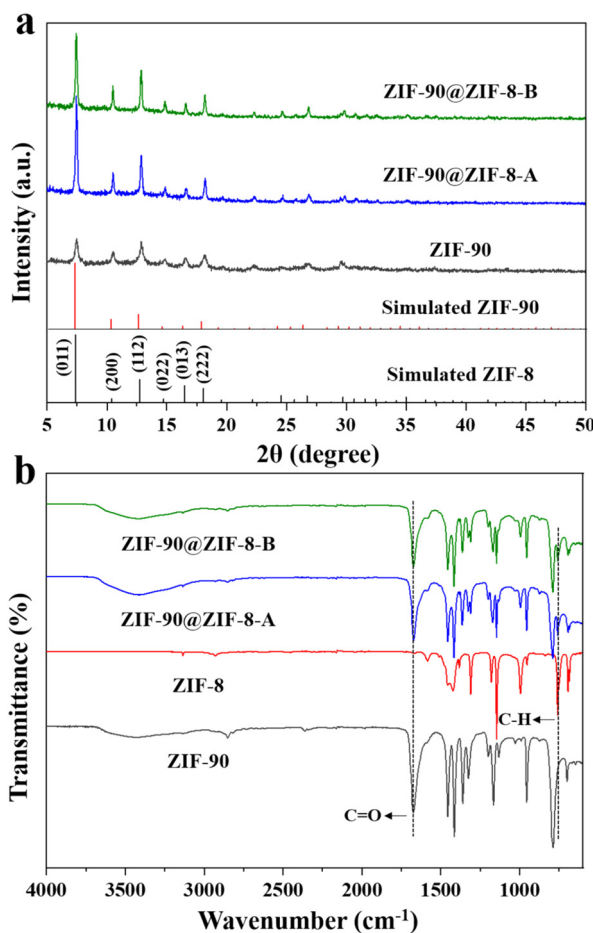 a
ZIF-90@ZIF-8-B
ZIF-90@ZIF-8-A
ZIF-90
Simulated ZIF-90
Simulated ZIF-8
(011)
(200)
(112)
(022)
(013)
(222)
Intensity (a.u.)
5 10 15 20 25 30 35 40 45 50
2θ (degree)
b
ZIF-90@ZIF-8-B
ZIF-90@ZIF-8-A
ZIF-8
C-H
ZIF-90
C=O
Transmittance (%)
4000 3500 3000 2500 2000 1500 1000
Wavenumber (cm⁻¹)